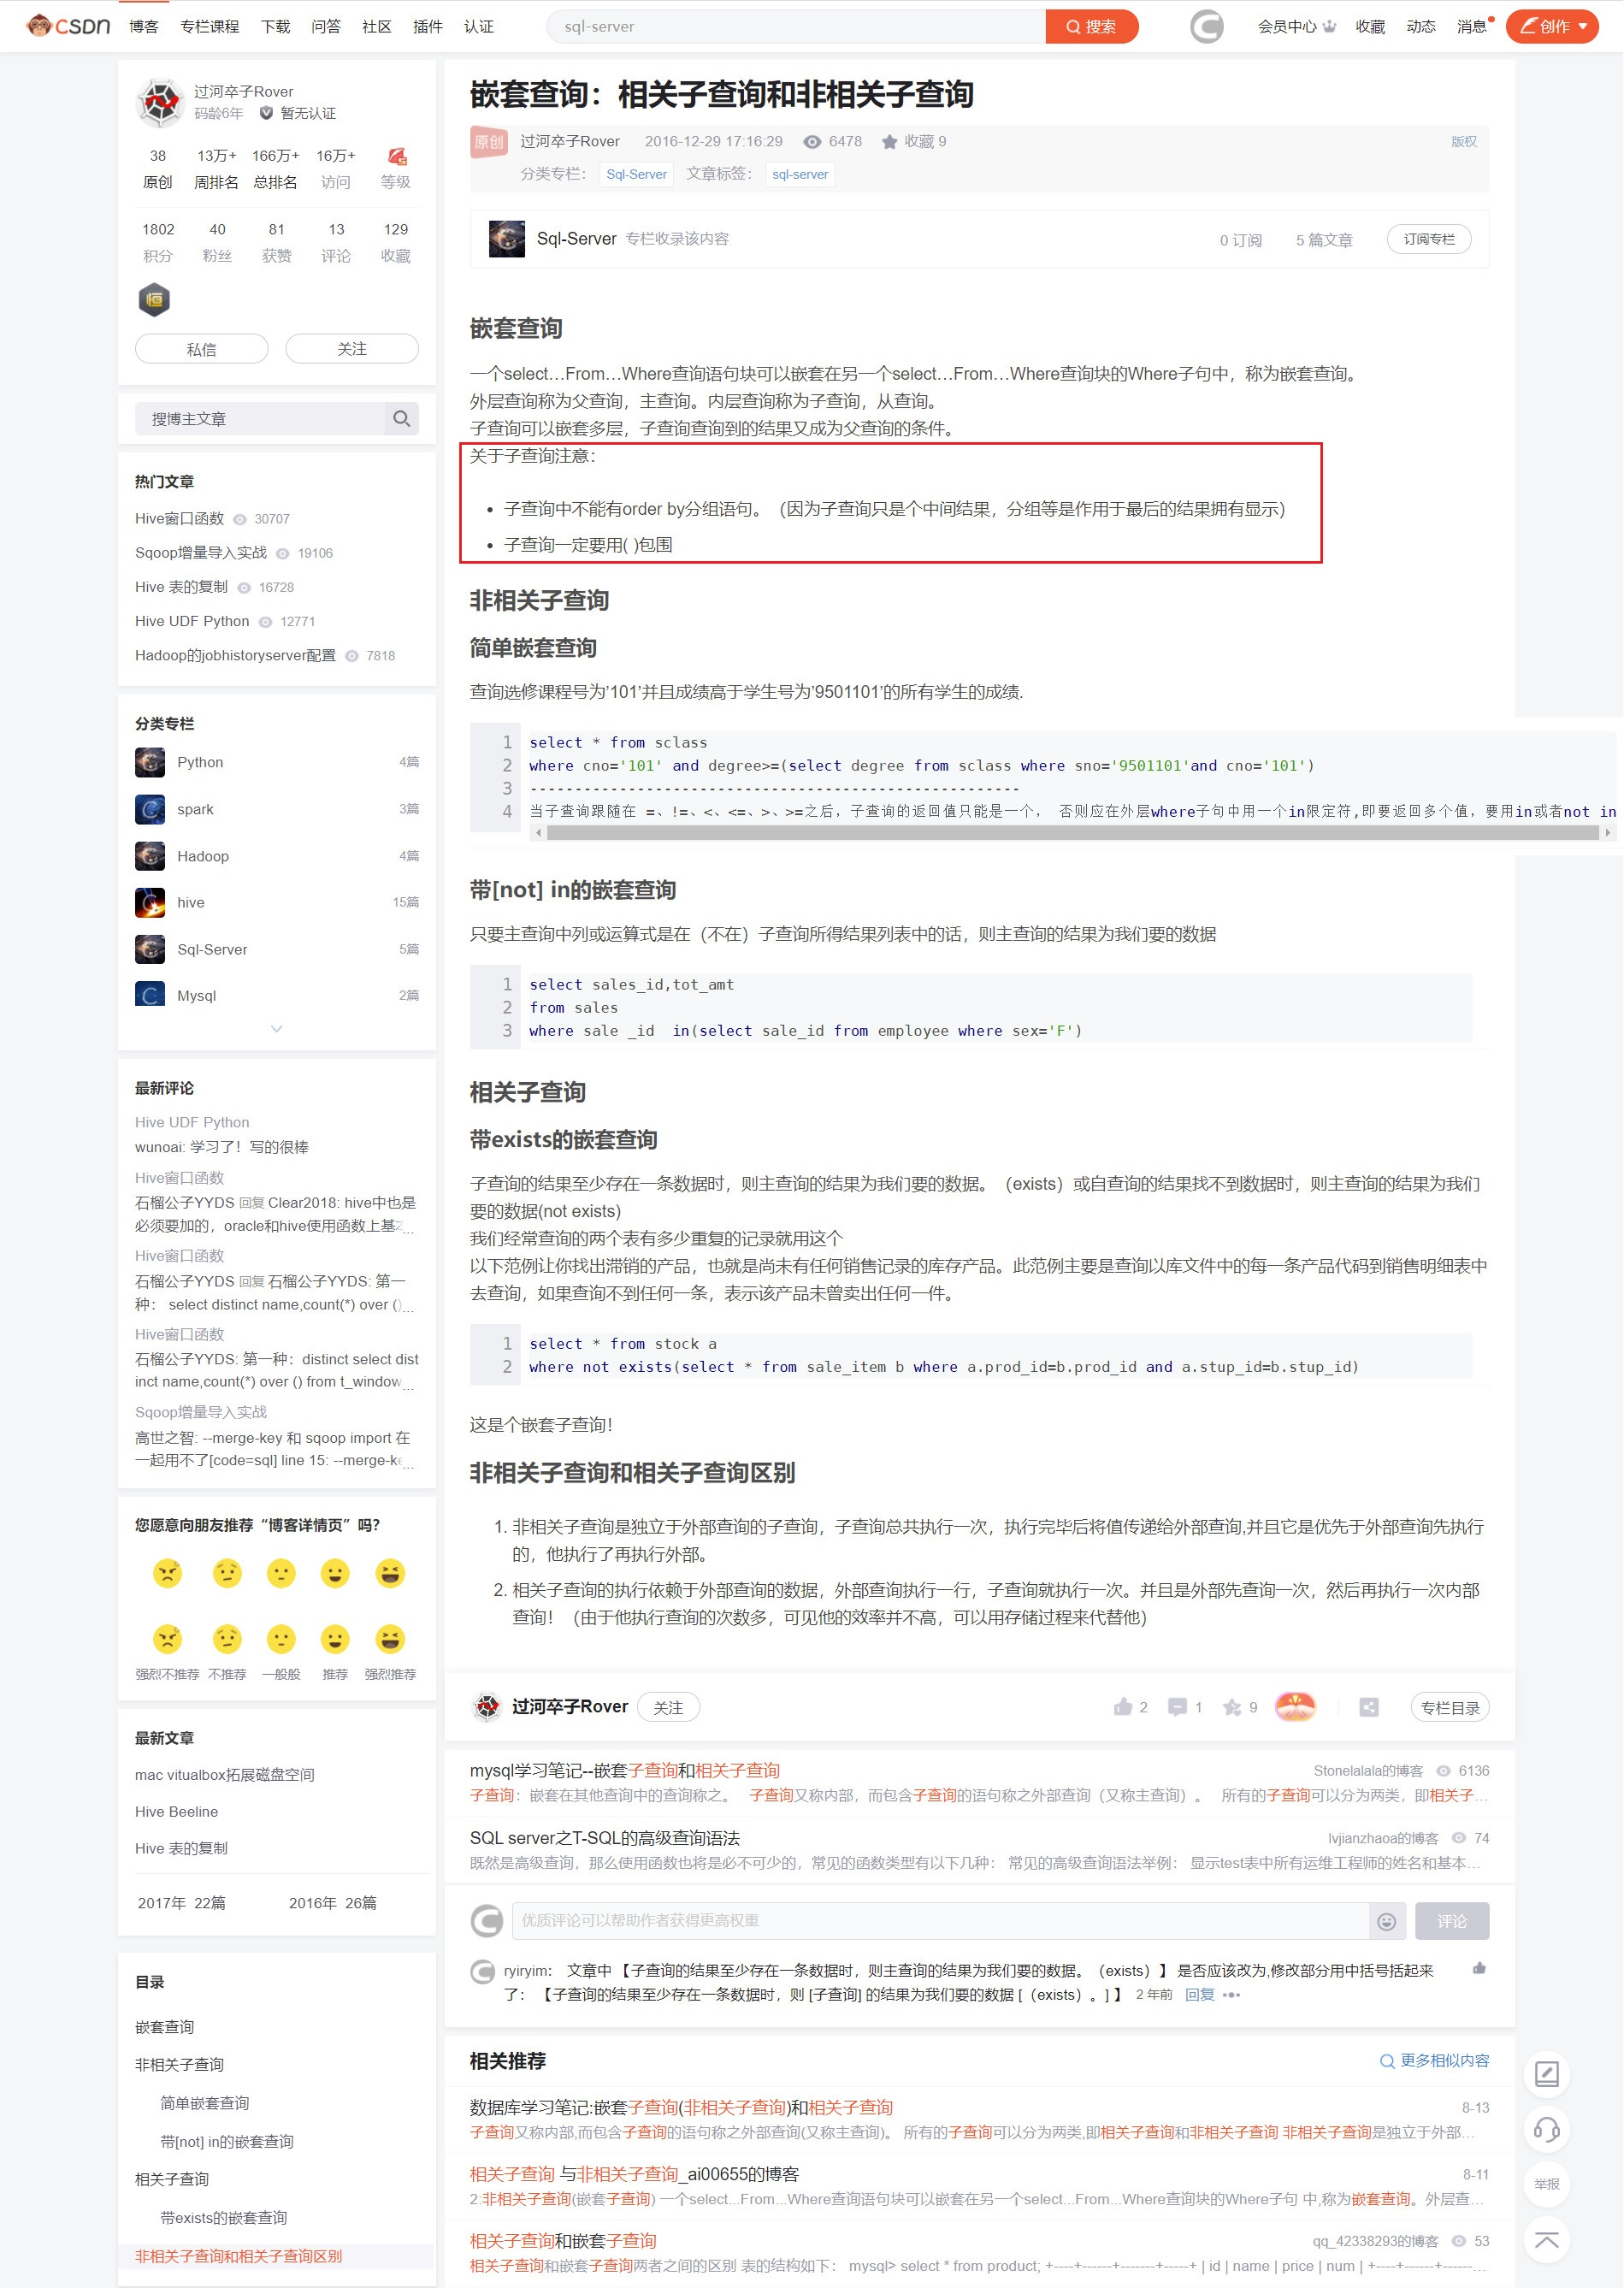 CSDN 博客 专栏课程 下载 问答 社区 插件 认证 sql-server 搜索 会员中心 收藏 动态 消息 创作
过河卒子Rover
码龄6年 暂无认证
38 13万+ 166万+ 16万+
原创 周排名 总排名 访问 等级
1802 40 81 13 129
积分 粉丝 获赞 评论 收藏
恒
私信 关注
搜博主文章
热门文章
Hive窗口函数 30707
Sqoop增量导入实战 19106
Hive 表的复制 16728
Hive UDF Python 12771
Hadoop的jobhistoryserver配置 7818
分类专栏
Python 4篇
spark 3篇
Hadoop 4篇
hive 15篇
Sql-Server 5篇
Mysql 2篇
最新评论
Hive UDF Python
wunoai: 学习了！写的很棒
Hive窗口函数
石榴公子YYDS 回复 Clear2018: hive中也是
必须要加的，oracle和hive使用函数上基本...
Hive窗口函数
石榴公子YYDS 回复 石榴公子YYDS: 第一
种： select distinct name,count(*) over ()...
Hive窗口函数
石榴公子YYDS: 第一种：distinct select dist
inct name,count(*) over () from t_window...
Sqoop增量导入实战
高世之智: --merge-key 和 sqoop import 在
一起用不了[code=sql] line 15: --merge-ke...
您愿意向朋友推荐“博客详情页”吗？
强烈不推荐 不推荐 一般般 推荐 强烈推荐
最新文章
mac vitualbox拓展磁盘空间
Hive Beeline
Hive 表的复制
2017年 22篇 2016年 26篇
目录
嵌套查询
非相关子查询
简单嵌套查询
带[not] in的嵌套查询
相关子查询
带exists的嵌套查询
非相关子查询和相关子查询区别
嵌套查询：相关子查询和非相关子查询
原创 过河卒子Rover 2016-12-29 17:16:29 6478 收藏 9 版权
分类专栏： Sql-Server 文章标签： sql-server
Sql-Server 专栏收录该内容 0 订阅 5 篇文章 订阅专栏
嵌套查询
一个select…From…Where查询语句块可以嵌套在另一个select…From…Where查询块的Where子句中，称为嵌套查询。
外层查询称为父查询，主查询。内层查询称为子查询，从查询。
子查询可以嵌套多层，子查询查询到的结果又成为父查询的条件。
关于子查询注意：
• 子查询中不能有order by分组语句。（因为子查询只是个中间结果，分组等是作用于最后的结果拥有显示）
• 子查询一定要用( )包围
非相关子查询
简单嵌套查询
查询选修课程号为’101’并且成绩高于学生号为’9501101’的所有学生的成绩.
1 select * from sclass
2 where cno='101' and degree>=(select degree from sclass where sno='9501101'and cno='101')
3 -------------------------------------------------------
4 当子查询跟随在 =、!=、<、<=、>、>=之后，子查询的返回值只能是一个， 否则应在外层where子句中用一个in限定符,即要返回多个值，要用in或者not in
带[not] in的嵌套查询
只要主查询中列或运算式是在（不在）子查询所得结果列表中的话，则主查询的结果为我们要的数据
1 select sales_id,tot_amt
2 from sales
3 where sale _id  in(select sale_id from employee where sex='F')
相关子查询
带exists的嵌套查询
子查询的结果至少存在一条数据时，则主查询的结果为我们要的数据。（exists）或自查询的结果找不到数据时，则主查询的结果为我们
要的数据(not exists)
我们经常查询的两个表有多少重复的记录就用这个
以下范例让你找出滞销的产品，也就是尚未有任何销售记录的库存产品。此范例主要是查询以库文件中的每一条产品代码到销售明细表中
去查询，如果查询不到任何一条，表示该产品未曾卖出任何一件。
1 select * from stock a
2 where not exists(select * from sale_item b where a.prod_id=b.prod_id and a.stup_id=b.stup_id)
这是个嵌套子查询！
非相关子查询和相关子查询区别
1. 非相关子查询是独立于外部查询的子查询，子查询总共执行一次，执行完毕后将值传递给外部查询,并且它是优先于外部查询先执行
的，他执行了再执行外部。
2. 相关子查询的执行依赖于外部查询的数据，外部查询执行一行，子查询就执行一次。并且是外部先查询一次，然后再执行一次内部
查询！（由于他执行查询的次数多，可见他的效率并不高，可以用存储过程来代替他）
过河卒子Rover 关注 2 1 9 专栏目录
mysql学习笔记--嵌套子查询和相关子查询 Stonelalala的博客 6136
子查询：嵌套在其他查询中的查询称之。 子查询又称内部，而包含子查询的语句称之外部查询（又称主查询）。 所有的子查询可以分为两类，即相关子...
SQL server之T-SQL的高级查询语法 lvjianzhaoa的博客 74
既然是高级查询，那么使用函数也将是必不可少的，常见的函数类型有以下几种： 常见的高级查询语法举例： 显示test表中所有运维工程师的姓名和基本...
优质评论可以帮助作者获得更高权重 评论
ryiryim： 文章中 【子查询的结果至少存在一条数据时，则主查询的结果为我们要的数据。（exists）】 是否应该改为,修改部分用中括号括起来
了： 【子查询的结果至少存在一条数据时，则 [子查询] 的结果为我们要的数据 [（exists）。] 】 2 年前 回复 •••
相关推荐 更多相似内容
数据库学习笔记:嵌套子查询(非相关子查询)和相关子查询 8-13
子查询又称内部,而包含子查询的语句称之外部查询(又称主查询)。 所有的子查询可以分为两类,即相关子查询和非相关子查询 非相关子查询是独立于外部...
相关子查询 与非相关子查询_ai00655的博客 8-11
2:非相关子查询(嵌套子查询) 一个select...From...Where查询语句块可以嵌套在另一个select...From...Where查询块的Where子句 中,称为嵌套查询。外层查...
相关子查询和嵌套子查询 qq_42338293的博客 53
相关子查询和嵌套子查询两者之间的区别 表的结构如下： mysql> select * from product; +----+------+-------+-----+ | id | name | price | num | +----+------+------...
举报